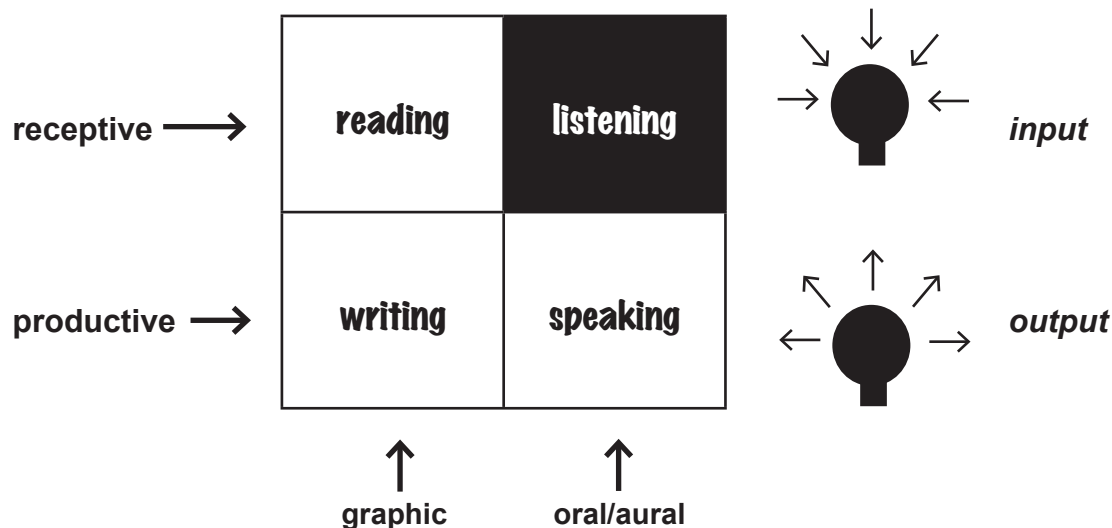 receptive reading listening input
productive writing speaking output
graphic oral/aural